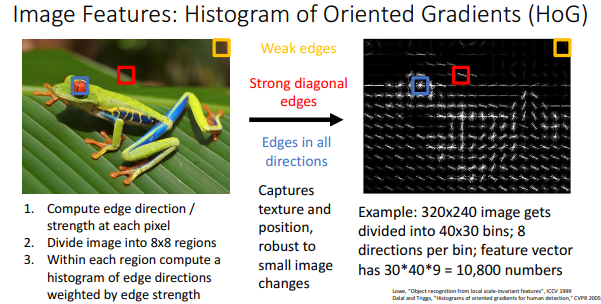 Image Features: Histogram of Oriented Gradients (HoG)
Weak edges
Strong diagonal
edges
Edges in all
directions
Captures
texture and
position,
robust to
small image
changes
1. Compute edge direction /
strength at each pixel
2. Divide image into 8x8 regions
3. Within each region compute a
histogram of edge directions
weighted by edge strength
Example: 320x240 image gets
divided into 40x30 bins; 8
directions per bin; feature vector
has 30*40*9 = 10,800 numbers
Lowe, "Object recognition from local scale-invariant features", ICCV 1999
Dalal and Triggs, "Histograms of oriented gradients for human detection," CVPR 2005